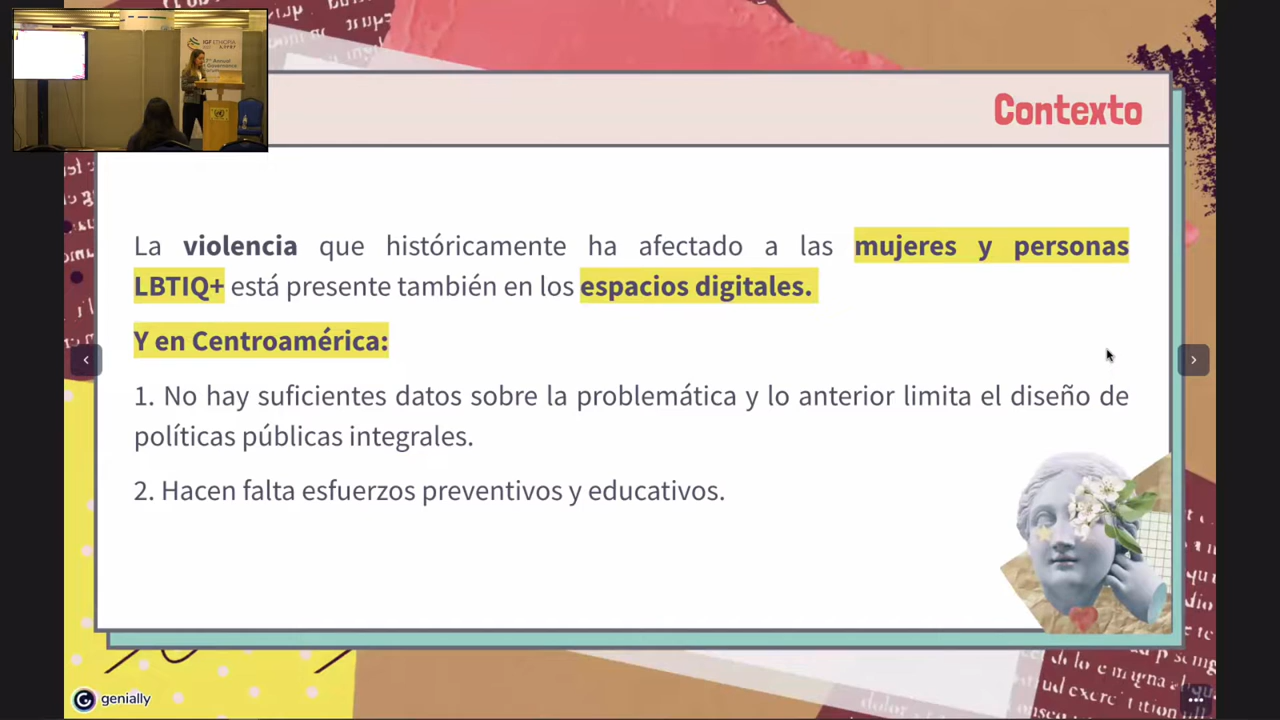 IGF ETHIOPIA
Contexto
La violencia que históricamente ha afectado a las mujeres y personas
LBTIQ+ está presente también en los espacios digitales.
Y en Centroamérica:
1. No hay suficientes datos sobre la problemática y lo anterior limita el diseño de
políticas públicas integrales.
2. Hacen falta esfuerzos preventivos y educativos.
genially